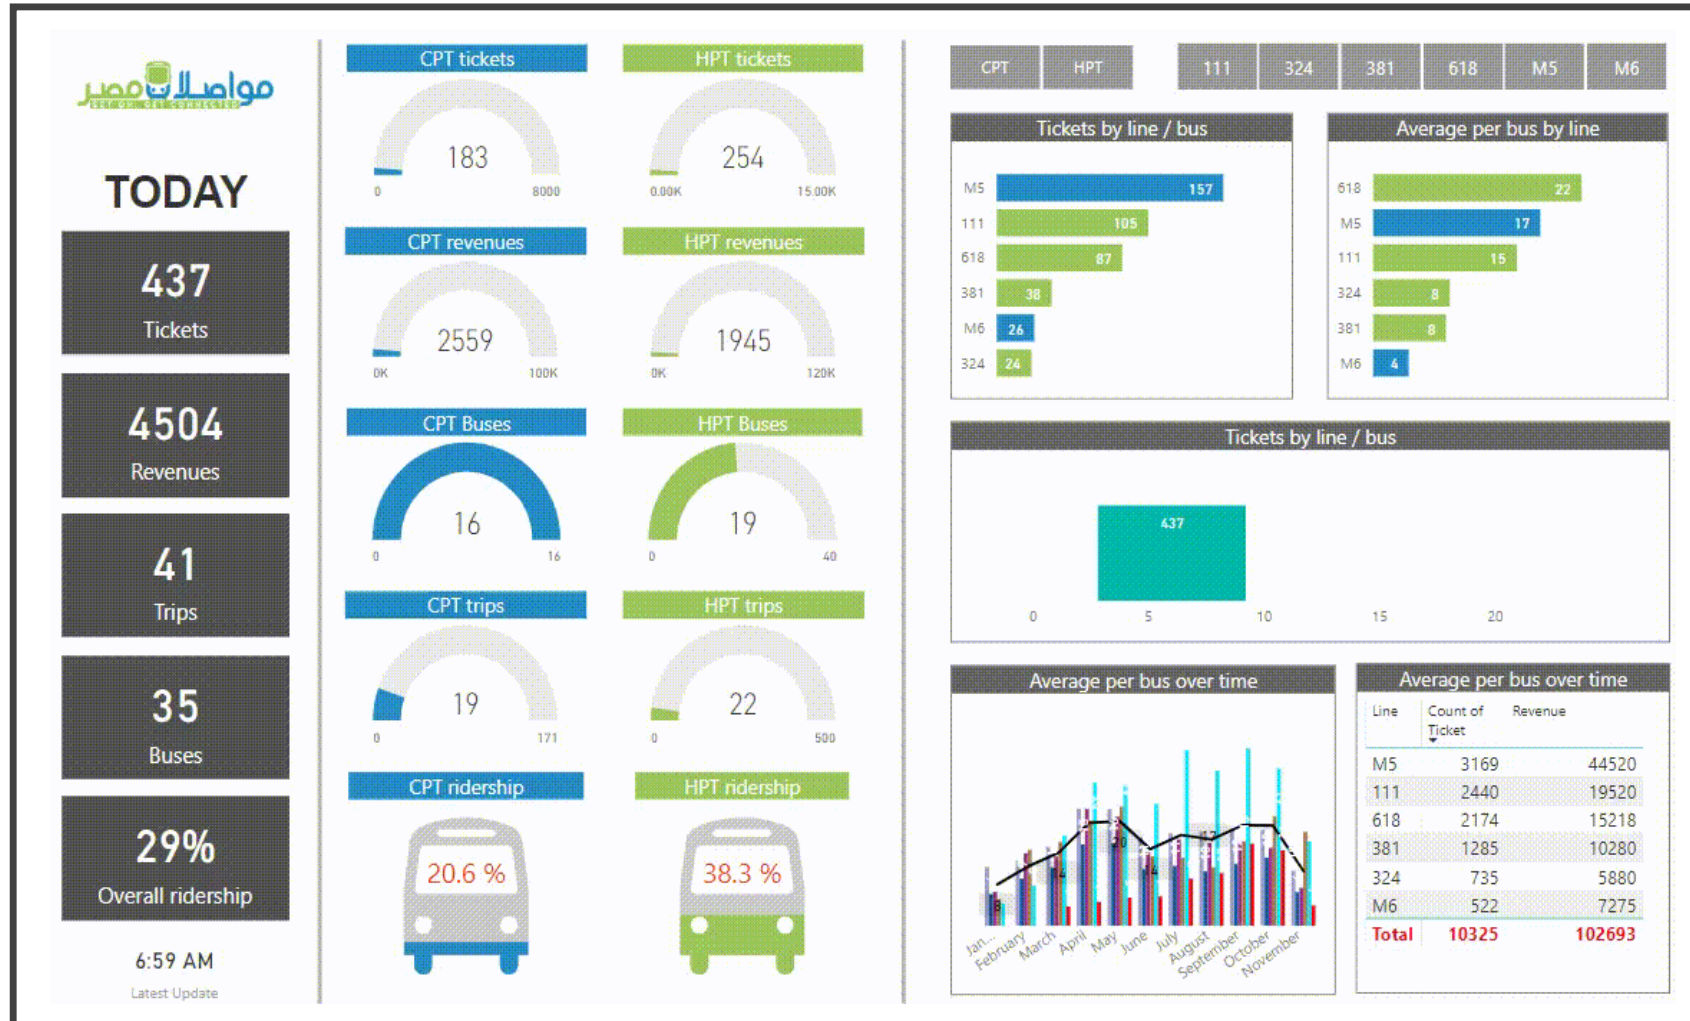 مواصلات مصر
GET ON. GET CONNECTED
TODAY
437
Tickets
4504
Revenues
41
Trips
35
Buses
29%
Overall ridership
6:59 AM
Latest Update
CPT tickets
183
0
8000
HPT tickets
254
0.00K
15.00K
CPT revenues
2559
0K
100K
HPT revenues
1945
0K
120K
CPT Buses
16
0
16
HPT Buses
19
0
40
CPT trips
19
0
171
HPT trips
22
0
500
CPT ridership
20.6 %
HPT ridership
38.3 %
CPT HPT
111 324 381 618 M5 M6
Tickets by line / bus
M5 157
111 105
618 87
381 38
M6 26
324 24
Average per bus by line
618 22
M5 17
111 15
324 8
381 8
M6 4
Tickets by line / bus
437
0 5 10 15 20
Average per bus over time
Jan...
February
March
April
May
June
July
August
September
October
November
Average per bus over time
Line Count of Ticket Revenue
M5 3169 44520
111 2440 19520
618 2174 15218
381 1285 10280
324 735 5880
M6 522 7275
Total 10325 102693